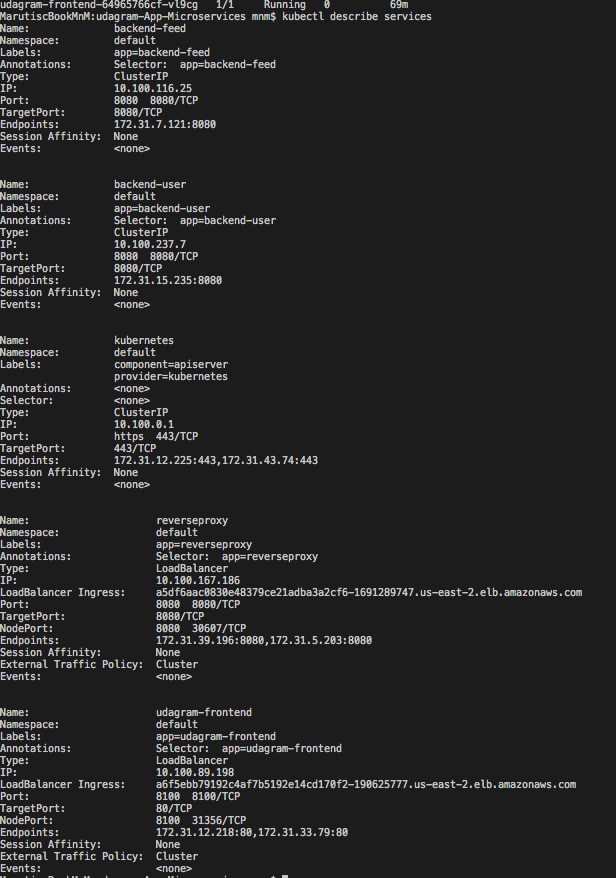 udagram-frontend-64965766cf-vl9cg 1/1 Running 0 69m
MarutiscBookMnM:udagram-App-Microservices mnm$ kubectl describe services
Name: backend-feed
Namespace: default
Labels: app=backend-feed
Annotations: Selector: app=backend-feed
Type: ClusterIP
IP: 10.100.116.25
Port: 8080 8080/TCP
TargetPort: 8080/TCP
Endpoints: 172.31.7.121:8080
Session Affinity: None
Events: <none>
Name: backend-user
Namespace: default
Labels: app=backend-user
Annotations: Selector: app=backend-user
Type: ClusterIP
IP: 10.100.237.7
Port: 8080 8080/TCP
TargetPort: 8080/TCP
Endpoints: 172.31.15.235:8080
Session Affinity: None
Events: <none>
Name: kubernetes
Namespace: default
Labels: component=apiserver
provider=kubernetes
Annotations: <none>
Selector: <none>
Type: ClusterIP
IP: 10.100.0.1
Port: https 443/TCP
TargetPort: 443/TCP
Endpoints: 172.31.12.225:443,172.31.43.74:443
Session Affinity: None
Events: <none>
Name: reverseproxy
Namespace: default
Labels: app=reverseproxy
Annotations: Selector: app=reverseproxy
Type: LoadBalancer
IP: 10.100.167.186
LoadBalancer Ingress: a5df6aac0830e48379ce21adba3a2cf6-1691289747.us-east-2.elb.amazonaws.com
Port: 8080 8080/TCP
TargetPort: 8080/TCP
NodePort: 8080 30607/TCP
Endpoints: 172.31.39.196:8080,172.31.5.203:8080
Session Affinity: None
External Traffic Policy: Cluster
Events: <none>
Name: udagram-frontend
Namespace: default
Labels: app=udagram-frontend
Annotations: Selector: app=udagram-frontend
Type: LoadBalancer
IP: 10.100.89.198
LoadBalancer Ingress: a6f5ebb79192c4af7b5192e14cd170f2-190625777.us-east-2.elb.amazonaws.com
Port: 8100 8100/TCP
TargetPort: 80/TCP
NodePort: 8100 31356/TCP
Endpoints: 172.31.12.218:80,172.31.33.79:80
Session Affinity: None
External Traffic Policy: Cluster
Events: <none>